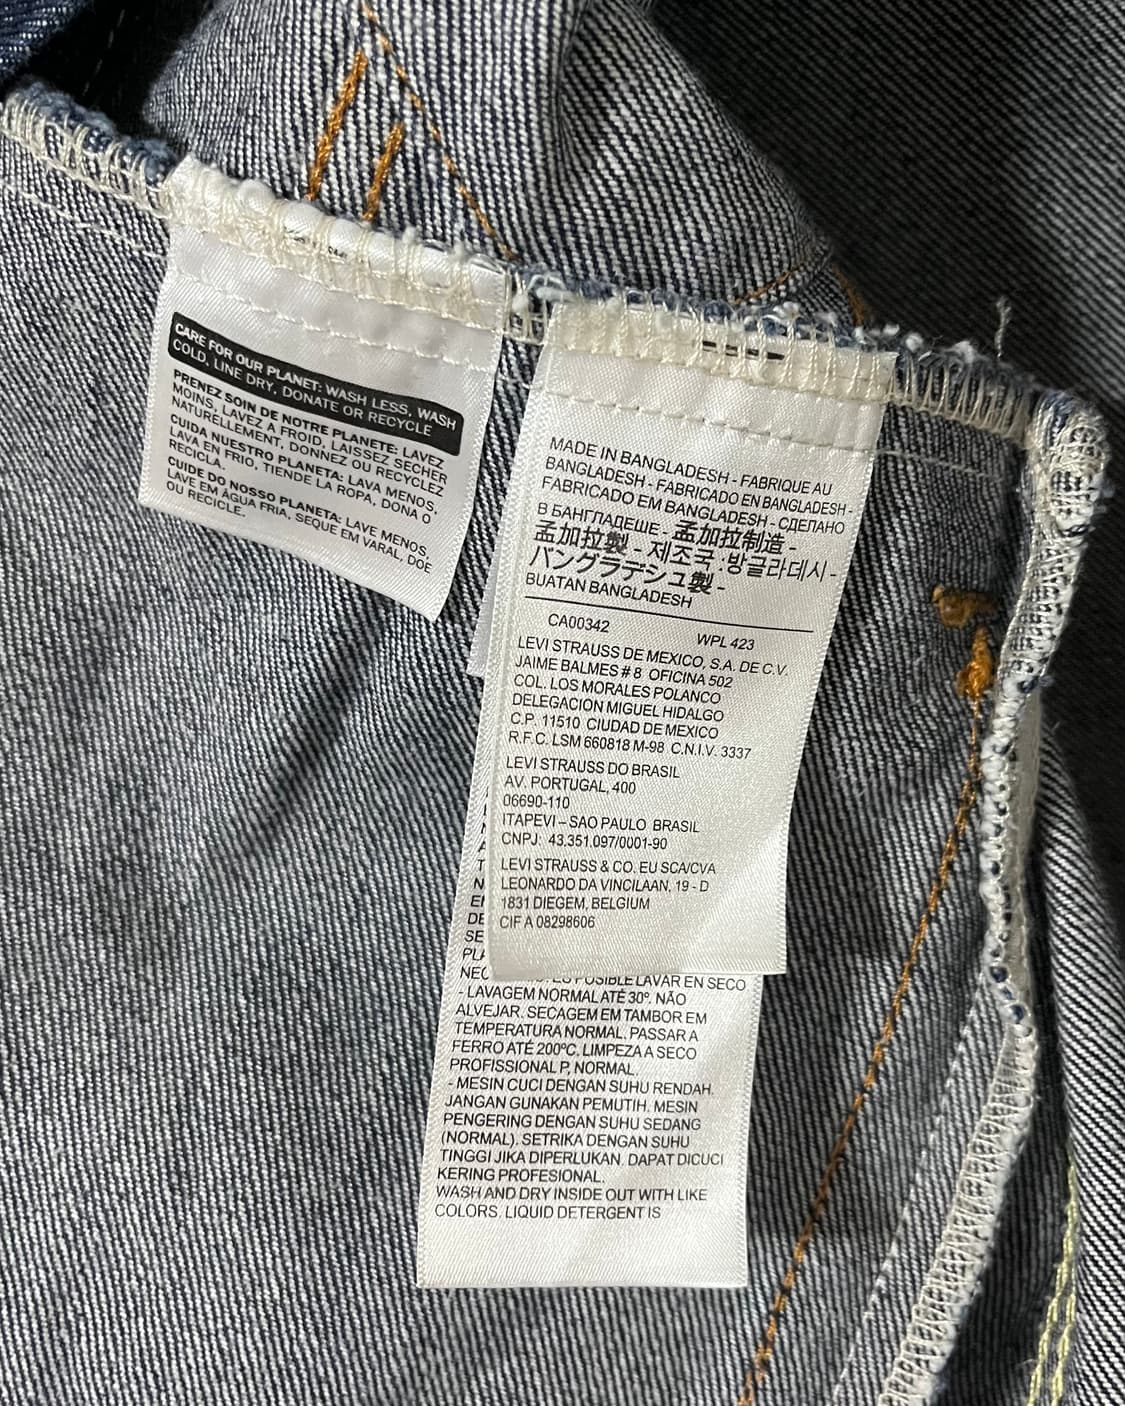 CARE FOR OUR PLANET: WASH LESS, WASH
COLD, LINE DRY, DONATE OR RECYCLE
PRENEZ SOIN DE NOTRE PLANETE: LAVEZ
MOINS, LAVEZ A FROID, LAISSEZ SECHER
NATURELLEMENT, DONNEZ OU RECYCLEZ
CUIDA NUESTRO PLANETA: LAVA MENOS,
LAVA EN FRIO, TIENDE LA ROPA, DONA O
RECICLA.
CUIDE DO NOSSO PLANETA: LAVE MENOS,
LAVE EM ÁGUA FRIA, SEQUE EM VARAL, DOE
OU RECICLE.
MADE IN BANGLADESH - FABRIQUE AU
BANGLADESH - FABRICADO EN BANGLADESH -
FABRICADO EM BANGLADESH - СДЕЛАНО
В БАНГЛАДЕШЕ - 孟加拉制造 -
孟加拉製 - 제조국 :방글라데시 -
バングラデシュ製 -
BUATAN BANGLADESH
CA00342 WPL 423
LEVI STRAUSS DE MEXICO, S.A. DE C.V.
JAIME BALMES # 8 OFICINA 502
COL. LOS MORALES POLANCO
DELEGACION MIGUEL HIDALGO
C.P. 11510 CIUDAD DE MEXICO
R.F.C. LSM 660818 M-98 C.N.I.V. 3337
LEVI STRAUSS DO BRASIL
AV. PORTUGAL, 400
06690-110
ITAPEVI – SAO PAULO BRASIL
CNPJ: 43.351.097/0001-90
LEVI STRAUSS & CO. EU SCA/CVA
LEONARDO DA VINCILAAN, 19 - D
1831 DIEGEM, BELGIUM
CIF A 08298606
POSIBLE LAVAR EN SECO
- LAVAGEM NORMAL ATÉ 30º. NÃO
ALVEJAR. SECAGEM EM TAMBOR EM
TEMPERATURA NORMAL. PASSAR A
FERRO ATÉ 200ºC. LIMPEZA A SECO
PROFISSIONAL P, NORMAL.
- MESIN CUCI DENGAN SUHU RENDAH.
JANGAN GUNAKAN PEMUTIH. MESIN
PENGERING DENGAN SUHU SEDANG
(NORMAL). SETRIKA DENGAN SUHU
TINGGI JIKA DIPERLUKAN. DAPAT DICUCI
KERING PROFESIONAL.
WASH AND DRY INSIDE OUT WITH LIKE
COLORS. LIQUID DETERGENT IS